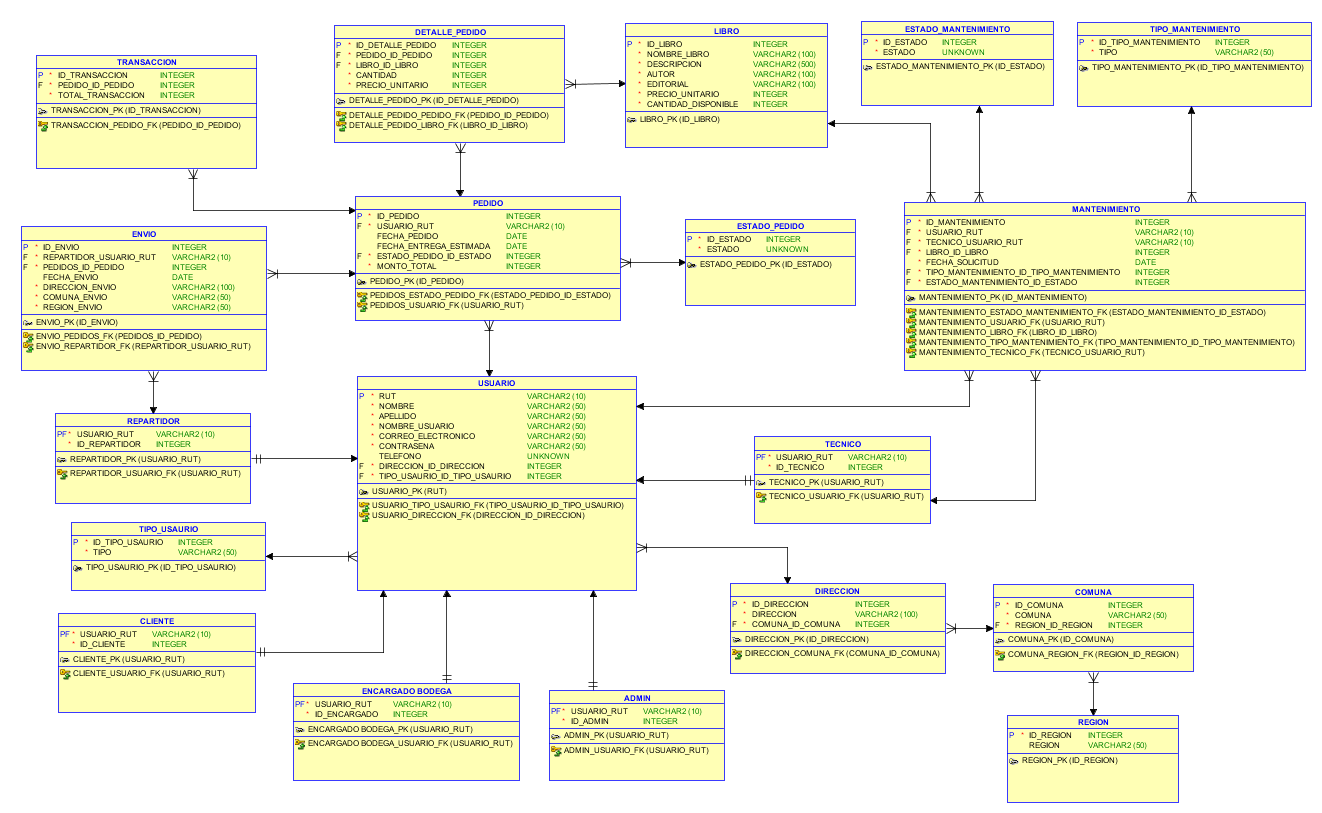 TRANSACCION
P * ID_TRANSACCION INTEGER
F * PEDIDO_ID_PEDIDO INTEGER
* TOTAL_TRANSACCION INTEGER
TRANSACCION_PK (ID_TRANSACCION)
TRANSACCION_PEDIDO_FK (PEDIDO_ID_PEDIDO)
DETALLE_PEDIDO
P * ID_DETALLE_PEDIDO INTEGER
F * PEDIDO_ID_PEDIDO INTEGER
F * LIBRO_ID_LIBRO INTEGER
* CANTIDAD INTEGER
* PRECIO_UNITARIO INTEGER
DETALLE_PEDIDO_PK (ID_DETALLE_PEDIDO)
DETALLE_PEDIDO_PEDIDO_FK (PEDIDO_ID_PEDIDO)
DETALLE_PEDIDO_LIBRO_FK (LIBRO_ID_LIBRO)
LIBRO
P * ID_LIBRO INTEGER
* NOMBRE_LIBRO VARCHAR2 (100)
* DESCRIPCION VARCHAR2 (500)
* AUTOR VARCHAR2 (100)
* EDITORIAL VARCHAR2 (100)
* PRECIO_UNITARIO INTEGER
* CANTIDAD_DISPONIBLE INTEGER
LIBRO_PK (ID_LIBRO)
ESTADO_MANTENIMIENTO
P * ID_ESTADO INTEGER
* ESTADO UNKNOWN
ESTADO_MANTENIMIENTO_PK (ID_ESTADO)
TIPO_MANTENIMIENTO
P * ID_TIPO_MANTENIMIENTO INTEGER
* TIPO VARCHAR2 (50)
TIPO_MANTENIMIENTO_PK (ID_TIPO_MANTENIMIENTO)
ENVIO
P * ID_ENVIO INTEGER
F * REPARTIDOR_USUARIO_RUT VARCHAR2 (10)
F * PEDIDOS_ID_PEDIDO INTEGER
FECHA_ENVIO DATE
* DIRECCION_ENVIO VARCHAR2 (100)
* COMUNA_ENVIO VARCHAR2 (50)
* REGION_ENVIO VARCHAR2 (50)
ENVIO_PK (ID_ENVIO)
ENVIO_PEDIDOS_FK (PEDIDOS_ID_PEDIDO)
ENVIO_REPARTIDOR_FK (REPARTIDOR_USUARIO_RUT)
PEDIDO
P * ID_PEDIDO INTEGER
F * USUARIO_RUT VARCHAR2 (10)
FECHA_PEDIDO DATE
FECHA_ENTREGA_ESTIMADA DATE
F * ESTADO_PEDIDO_ID_ESTADO INTEGER
* MONTO_TOTAL INTEGER
PEDIDO_PK (ID_PEDIDO)
PEDIDOS_ESTADO_PEDIDO_FK (ESTADO_PEDIDO_ID_ESTADO)
PEDIDOS_USUARIO_FK (USUARIO_RUT)
ESTADO_PEDIDO
P * ID_ESTADO INTEGER
* ESTADO UNKNOWN
ESTADO_PEDIDO_PK (ID_ESTADO)
MANTENIMIENTO
P * ID_MANTENIMIENTO INTEGER
F * USUARIO_RUT VARCHAR2 (10)
F * TECNICO_USUARIO_RUT VARCHAR2 (10)
F * LIBRO_ID_LIBRO INTEGER
* FECHA_SOLICITUD DATE
F * TIPO_MANTENIMIENTO_ID_TIPO_MANTENIMIENTO INTEGER
F * ESTADO_MANTENIMIENTO_ID_ESTADO INTEGER
MANTENIMIENTO_PK (ID_MANTENIMIENTO)
MANTENIMIENTO_ESTADO_MANTENIMIENTO_FK (ESTADO_MANTENIMIENTO_ID_ESTADO)
MANTENIMIENTO_USUARIO_FK (USUARIO_RUT)
MANTENIMIENTO_LIBRO_FK (LIBRO_ID_LIBRO)
MANTENIMIENTO_TIPO_MANTENIMIENTO_FK (TIPO_MANTENIMIENTO_ID_TIPO_MANTENIMIENTO)
MANTENIMIENTO_TECNICO_FK (TECNICO_USUARIO_RUT)
REPARTIDOR
PF * USUARIO_RUT VARCHAR2 (10)
* ID_REPARTIDOR INTEGER
REPARTIDOR_PK (USUARIO_RUT)
REPARTIDOR_USUARIO_FK (USUARIO_RUT)
USUARIO
P * RUT VARCHAR2 (10)
* NOMBRE VARCHAR2 (50)
* APELLIDO VARCHAR2 (50)
* NOMBRE_USUARIO VARCHAR2 (50)
* CORREO_ELECTRONICO VARCHAR2 (50)
* CONTRASENA VARCHAR2 (50)
TELEFONO UNKNOWN
F * DIRECCION_ID_DIRECCION INTEGER
F * TIPO_USAURIO_ID_TIPO_USAURIO INTEGER
USUARIO_PK (RUT)
USUARIO_TIPO_USAURIO_FK (TIPO_USAURIO_ID_TIPO_USAURIO)
USUARIO_DIRECCION_FK (DIRECCION_ID_DIRECCION)
TECNICO
PF * USUARIO_RUT VARCHAR2 (10)
* ID_TECNICO INTEGER
TECNICO_PK (USUARIO_RUT)
TECNICO_USUARIO_FK (USUARIO_RUT)
TIPO_USAURIO
P * ID_TIPO_USAURIO INTEGER
* TIPO VARCHAR2 (50)
TIPO_USAURIO_PK (ID_TIPO_USAURIO)
CLIENTE
PF * USUARIO_RUT VARCHAR2 (10)
* ID_CLIENTE INTEGER
CLIENTE_PK (USUARIO_RUT)
CLIENTE_USUARIO_FK (USUARIO_RUT)
DIRECCION
P * ID_DIRECCION INTEGER
* DIRECCION VARCHAR2 (100)
F * COMUNA_ID_COMUNA INTEGER
DIRECCION_PK (ID_DIRECCION)
DIRECCION_COMUNA_FK (COMUNA_ID_COMUNA)
COMUNA
P * ID_COMUNA INTEGER
* COMUNA VARCHAR2 (50)
F * REGION_ID_REGION INTEGER
COMUNA_PK (ID_COMUNA)
COMUNA_REGION_FK (REGION_ID_REGION)
ENCARGADO BODEGA
PF * USUARIO_RUT VARCHAR2 (10)
* ID_ENCARGADO INTEGER
ENCARGADO BODEGA_PK (USUARIO_RUT)
ENCARGADO BODEGA_USUARIO_FK (USUARIO_RUT)
ADMIN
PF * USUARIO_RUT VARCHAR2 (10)
* ID_ADMIN INTEGER
ADMIN_PK (USUARIO_RUT)
ADMIN_USUARIO_FK (USUARIO_RUT)
REGION
P * ID_REGION INTEGER
REGION VARCHAR2 (50)
REGION_PK (ID_REGION)